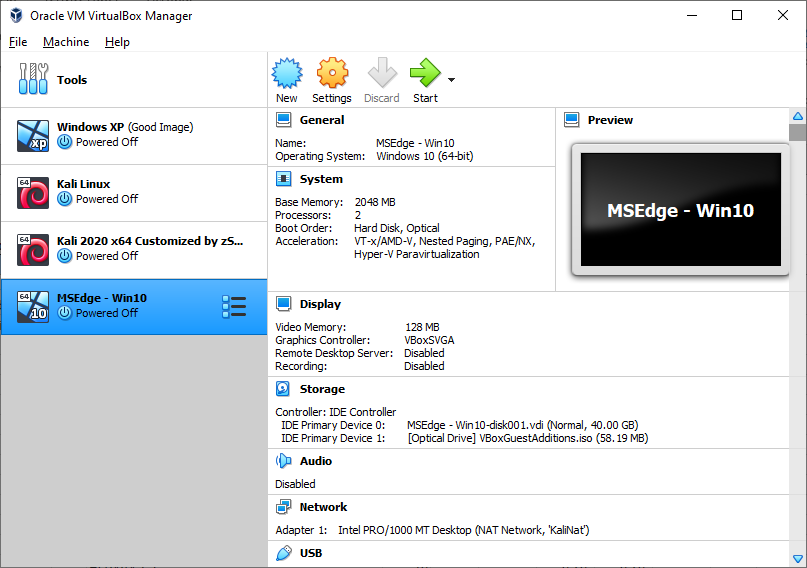 Oracle VM VirtualBox Manager
File Machine Help
Tools
New Settings Discard Start
Windows XP (Good Image)
Powered Off
xp
64
Kali Linux
Powered Off
64
Kali 2020 x64 Customized by zS...
Powered Off
64
10
MSEdge - Win10
Powered Off
General
Name: MSEdge - Win10
Operating System: Windows 10 (64-bit)
Preview
MSEdge - Win10
System
Base Memory: 2048 MB
Processors: 2
Boot Order: Hard Disk, Optical
Acceleration: VT-x/AMD-V, Nested Paging, PAE/NX,
Hyper-V Paravirtualization
Display
Video Memory: 128 MB
Graphics Controller: VBoxSVGA
Remote Desktop Server: Disabled
Recording: Disabled
Storage
Controller: IDE Controller
IDE Primary Device 0: MSEdge - Win10-disk001.vdi (Normal, 40.00 GB)
IDE Primary Device 1: [Optical Drive] VBoxGuestAdditions.iso (58.19 MB)
Audio
Disabled
Network
Adapter 1: Intel PRO/1000 MT Desktop (NAT Network, 'KaliNat')
USB